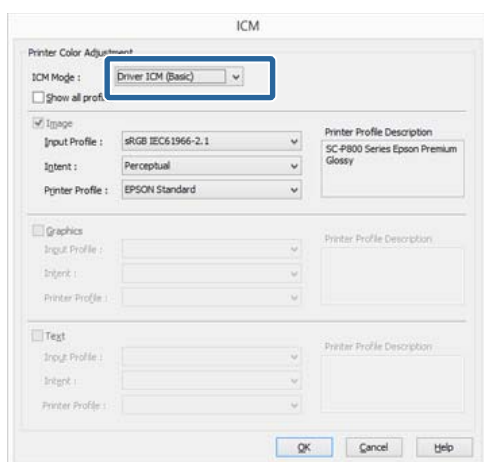 ICM
Printer Color Adjustment
ICM Mode :
Driver ICM (Basic)
Show all prof
Image
Input Profile :
sRGB IEC61966-2.1
Intent :
Perceptual
Printer Profile :
EPSON Standard
Printer Profile Description
SC-P800 Series Epson Premium
Glossy
Graphics
Input Profile :
Intent :
Printer Profile :
Printer Profile Description
Text
Input Profile :
Intent :
Printer Profile :
Printer Profile Description
OK
Cancel
Help